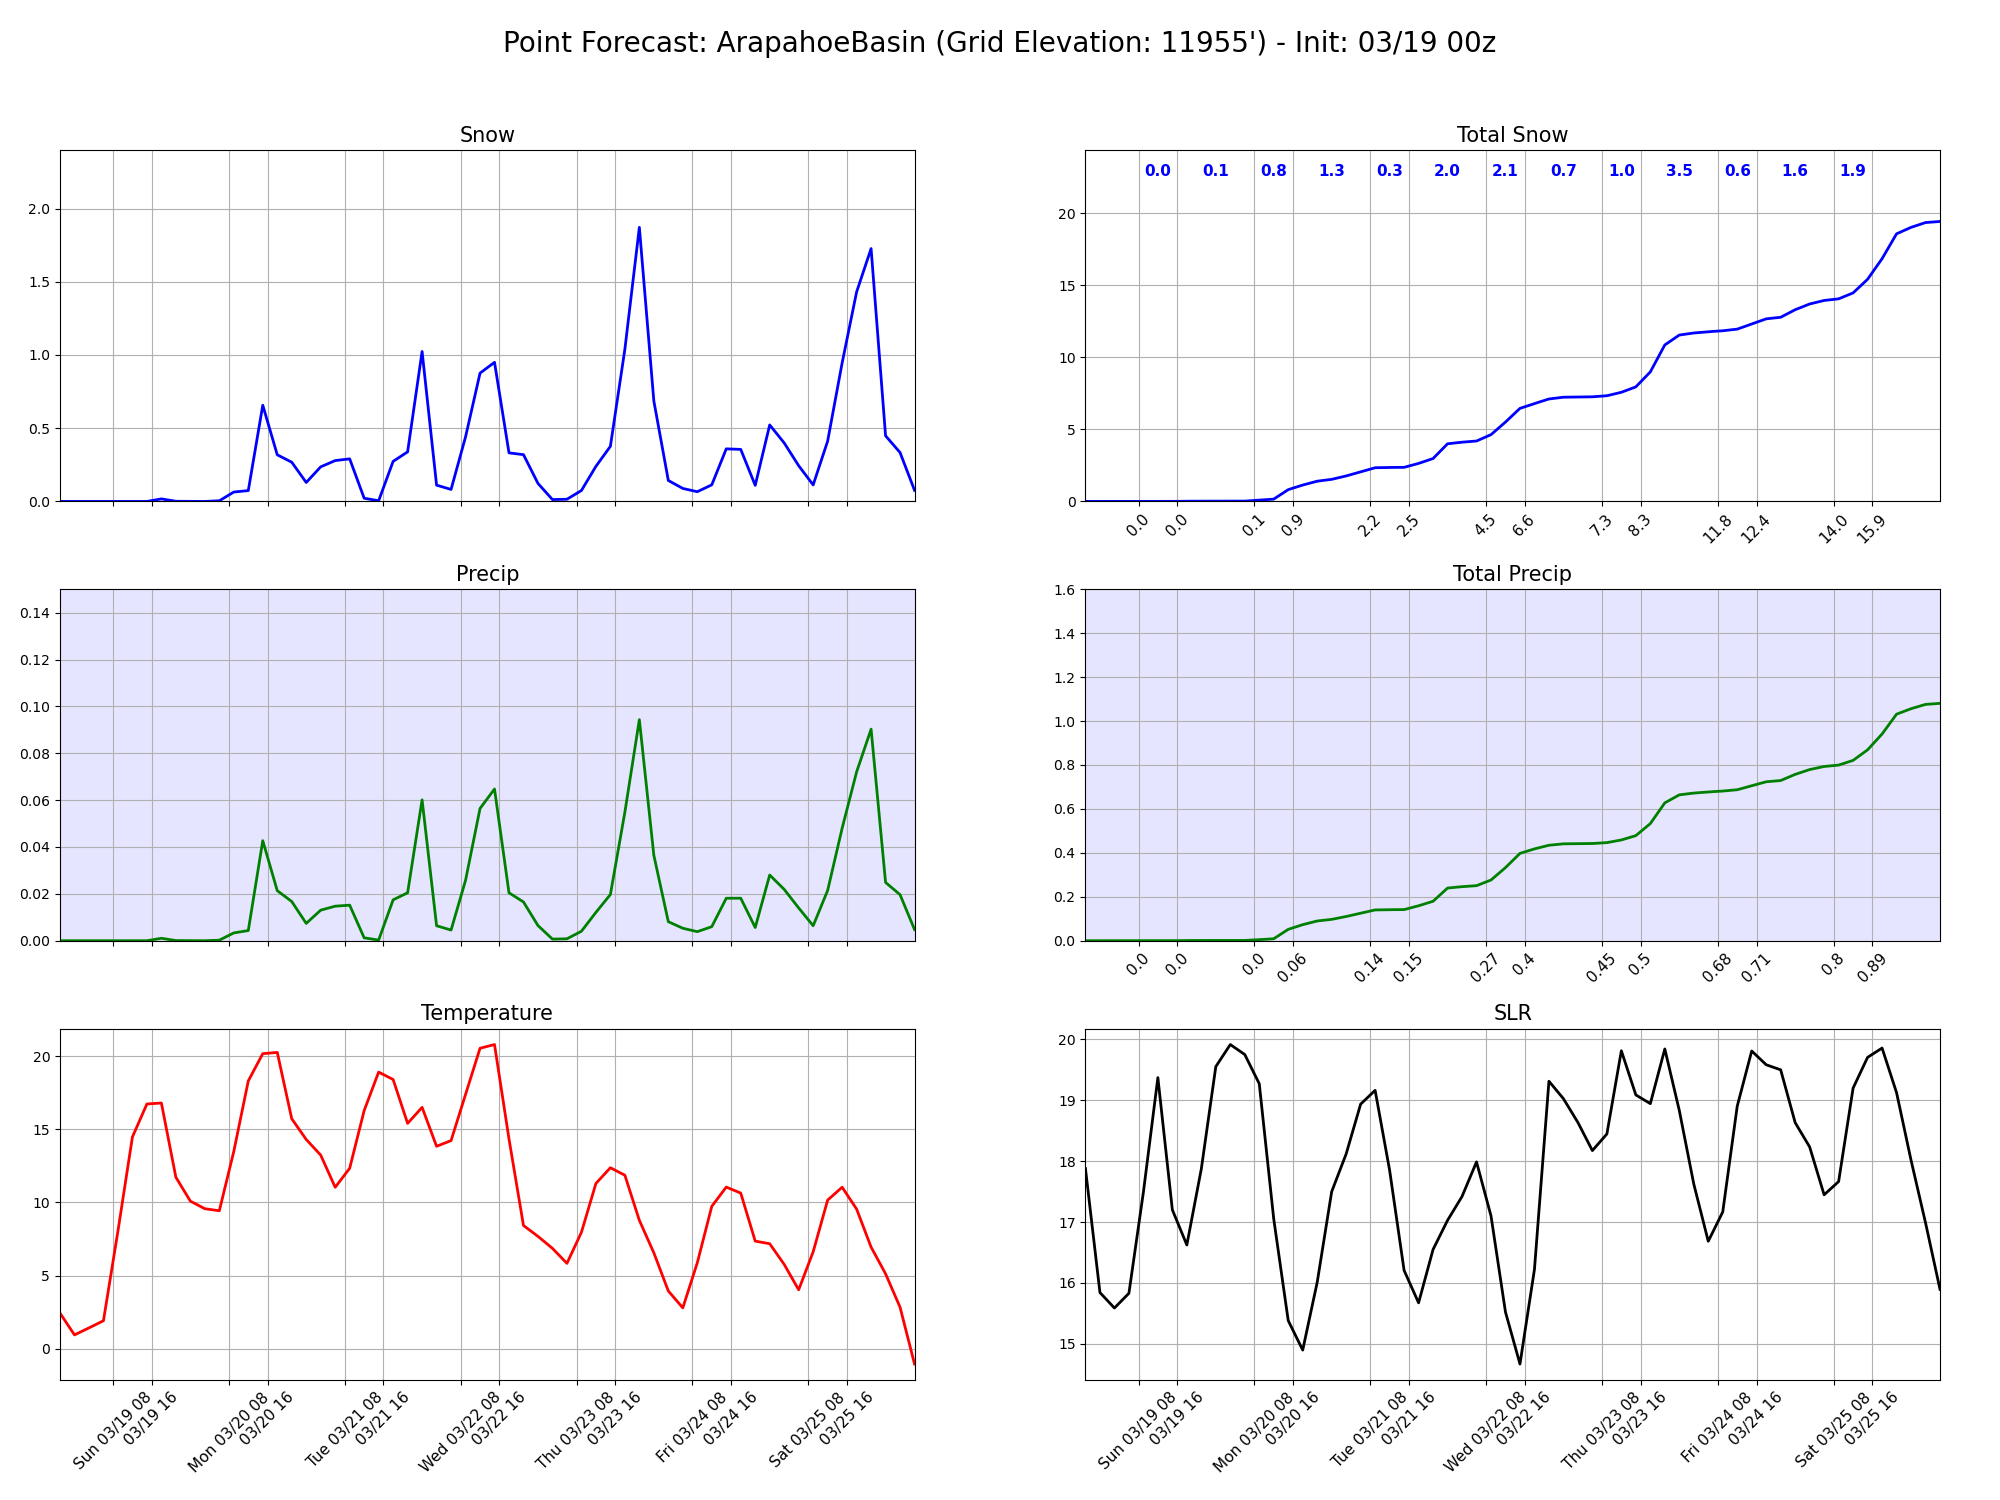 Point Forecast: ArapahoeBasin (Grid Elevation: 11955') - Init: 03/19 00z
Snow
2.0
1.5
1.0
0.5
0.0
Total Snow
0.0 0.1 0.8 1.3 0.3 2.0 2.1 0.7 1.0 3.5 0.6 1.6 1.9
20
15
10
5
0
0.0 0.0 0.1 0.9 2.2 2.5 4.5 6.6 7.3 8.3 11.8 12.4 14.0 15.9
Precip
0.14
0.12
0.10
0.08
0.06
0.04
0.02
0.00
Total Precip
1.6
1.4
1.2
1.0
0.8
0.6
0.4
0.2
0.0
0.0 0.0 0.0 0.06 0.14 0.15 0.27 0.4 0.45 0.5 0.68 0.71 0.8 0.89
Temperature
20
15
10
5
0
Sun 03/19 08
03/19 16
Mon 03/20 08
03/20 16
Tue 03/21 08
03/21 16
Wed 03/22 08
03/22 16
Thu 03/23 08
03/23 16
Fri 03/24 08
03/24 16
Sat 03/25 08
03/25 16
SLR
20
19
18
17
16
15
Sun 03/19 08
03/19 16
Mon 03/20 08
03/20 16
Tue 03/21 08
03/21 16
Wed 03/22 08
03/22 16
Thu 03/23 08
03/23 16
Fri 03/24 08
03/24 16
Sat 03/25 08
03/25 16